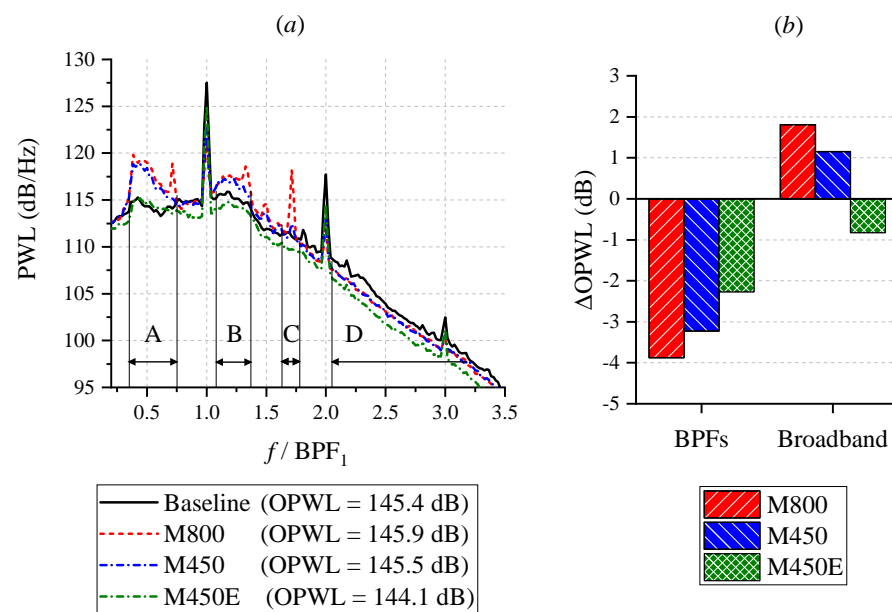 (a)
130
125
120
115
110
105
100
95
PWL (dB/Hz)
A
B
C
D
0.5
1.0
1.5
2.0
2.5
3.0
3.5
f / BPF₁
Baseline (OPWL = 145.4 dB)
M800 (OPWL = 145.9 dB)
M450 (OPWL = 145.5 dB)
M450E (OPWL = 144.1 dB)
(b)
3
2
1
0
-1
-2
-3
-4
-5
ΔOPWL (dB)
BPFs
Broadband
M800
M450
M450E